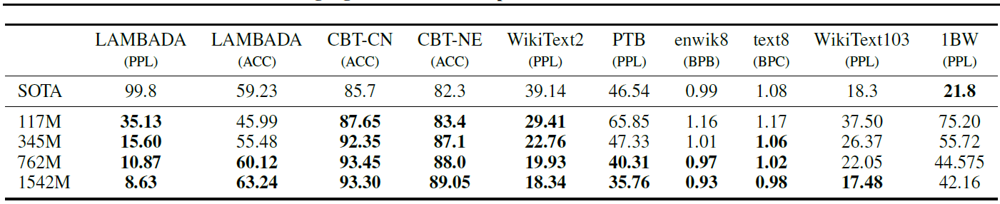 LAMBADA LAMBADA CBT-CN CBT-NE WikiText2 PTB enwik8 text8 WikiText103 1BW
(PPL) (ACC) (ACC) (ACC) (PPL) (PPL) (BPB) (BPC) (PPL) (PPL)
SOTA 99.8 59.23 85.7 82.3 39.14 46.54 0.99 1.08 18.3 21.8
117M 35.13 45.99 87.65 83.4 29.41 65.85 1.16 1.17 37.50 75.20
345M 15.60 55.48 92.35 87.1 22.76 47.33 1.01 1.06 26.37 55.72
762M 10.87 60.12 93.45 88.0 19.93 40.31 0.97 1.02 22.05 44.575
1542M 8.63 63.24 93.30 89.05 18.34 35.76 0.93 0.98 17.48 42.16